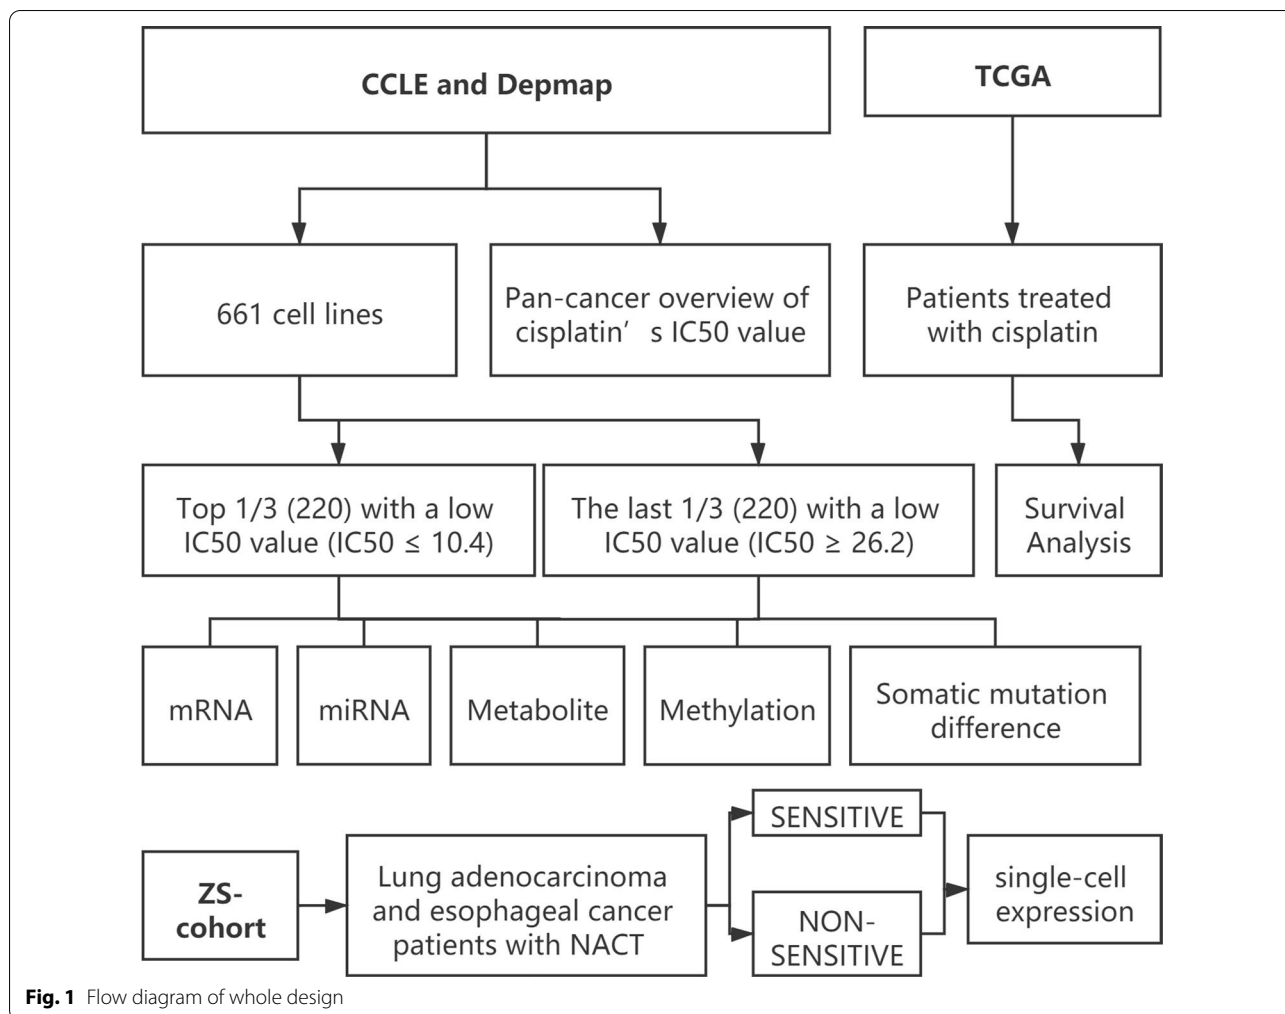 CCLE and Depmap
TCGA
661 cell lines
Pan-cancer overview of
cisplatin’ s IC50 value
Patients treated
with cisplatin
Top 1/3 (220) with a low
IC50 value (IC50 ≤ 10.4)
The last 1/3 (220) with a low
IC50 value (IC50 ≥ 26.2)
Survival
Analysis
mRNA
miRNA
Metabolite
Methylation
Somatic mutation
difference
ZS-
cohort
Lung adenocarcinoma
and esophageal cancer
patients with NACT
SENSITIVE
NON-
SENSITIVE
single-cell
expression
Fig. 1 Flow diagram of whole design